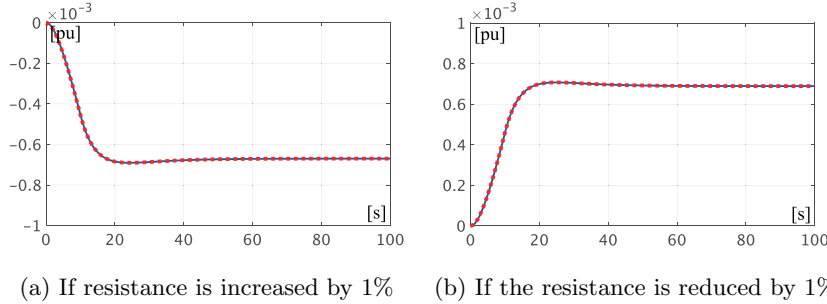 ×10⁻³
0
[pu]
−0.2
−0.4
−0.6
−0.8
−1
[s]
0 20 40 60 80 100
(a) If resistance is increased by 1%
×10⁻³
1
[pu]
0.8
0.6
0.4
0.2
0
[s]
0 20 40 60 80 100
(b) If the resistance is reduced by 1%